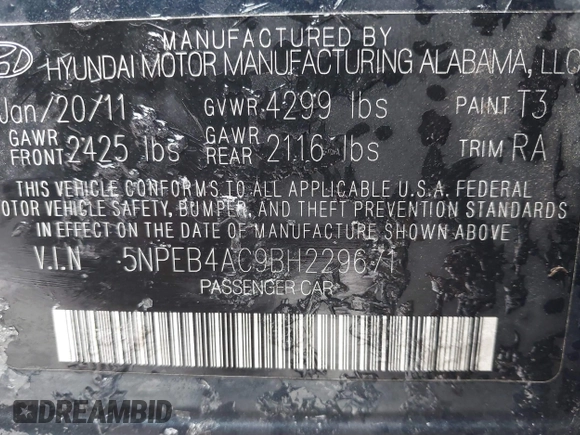 MANUFACTURED BY
HYUNDAI MOTOR MANUFACTURING ALABAMA, LLC
Jan/20/11 GVWR 4299 lbs PAINT T3
GAWR FRONT 2425 lbs GAWR REAR 2116 lbs TRIM RA
THIS VEHICLE CONFORMS TO ALL APPLICABLE U.S.A. FEDERAL
MOTOR VEHICLE SAFETY, BUMPER, AND THEFT PREVENTION STANDARDS
IN EFFECT ON THE DATE OF MANUFACTURE SHOWN ABOVE.
V.I.N 5NPEB4AC9BH229671
PASSENGER CAR
DREAMBID